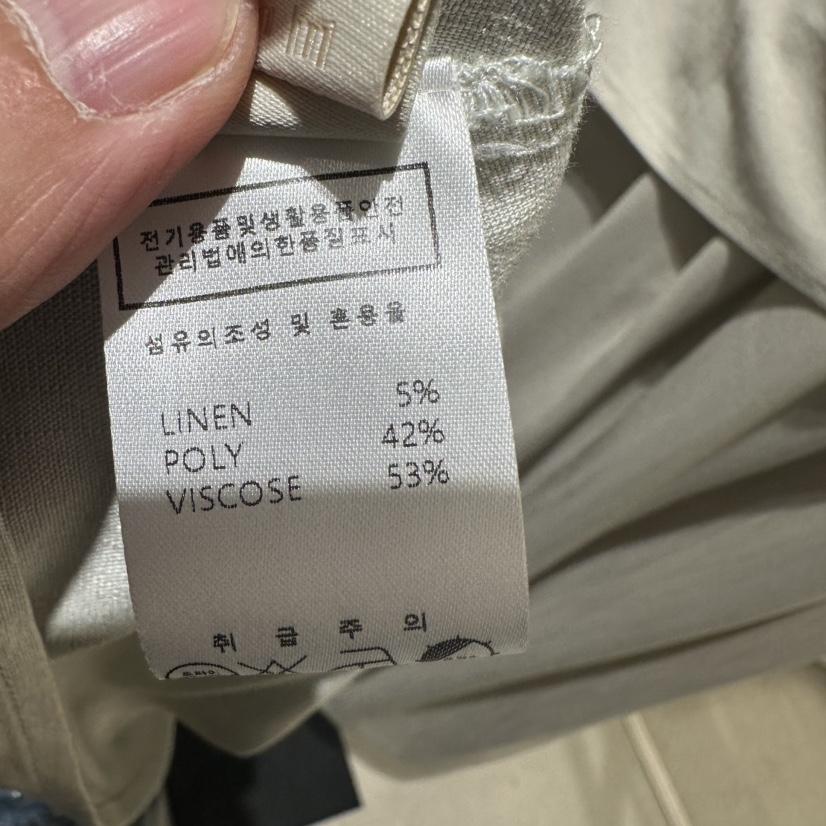 전기용품및생활용품안전
관리법에의한품질표시
섬유의조성 및 혼용율
LINEN 5%
POLY 42%
VISCOSE 53%
취 급 주 의